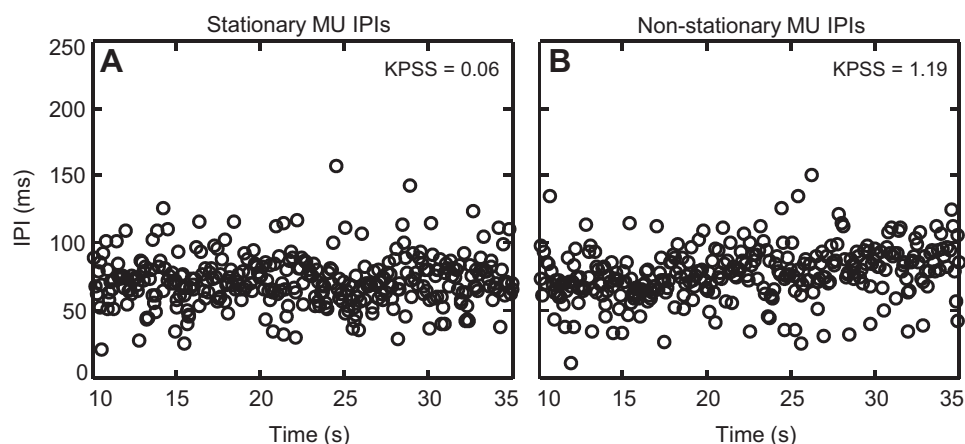 Stationary MU IPIs
Non-stationary MU IPIs
A
KPSS = 0.06
B
KPSS = 1.19
250
200
150
100
50
0
IPI (ms)
10 15 20 25 30 35
10 15 20 25 30 35
Time (s)
Time (s)